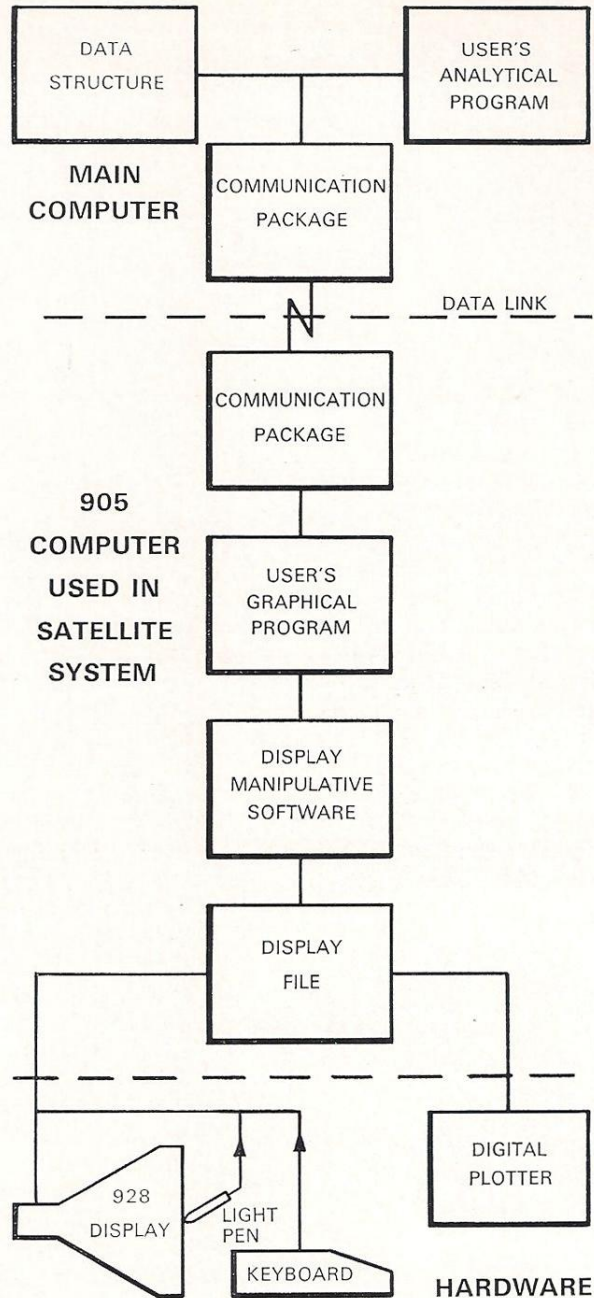 DATA
STRUCTURE
USER'S
ANALYTICAL
PROGRAM
MAIN
COMPUTER
COMMUNICATION
PACKAGE
DATA LINK
COMMUNICATION
PACKAGE
905
COMPUTER
USED IN
SATELLITE
SYSTEM
USER'S
GRAPHICAL
PROGRAM
DISPLAY
MANIPULATIVE
SOFTWARE
DISPLAY
FILE
928
DISPLAY
LIGHT
PEN
KEYBOARD
DIGITAL
PLOTTER
HARDWARE